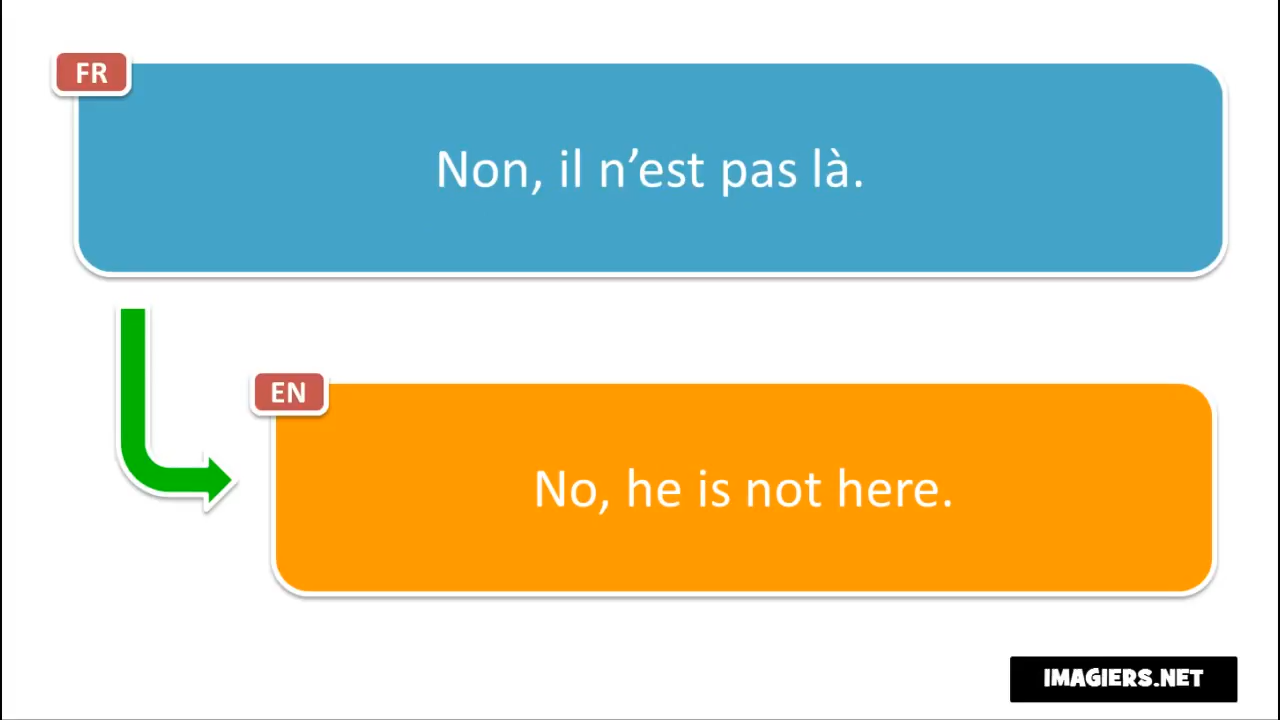 FR
Non, il n’est pas là.
EN
No, he is not here.
IMAGIERS.NET